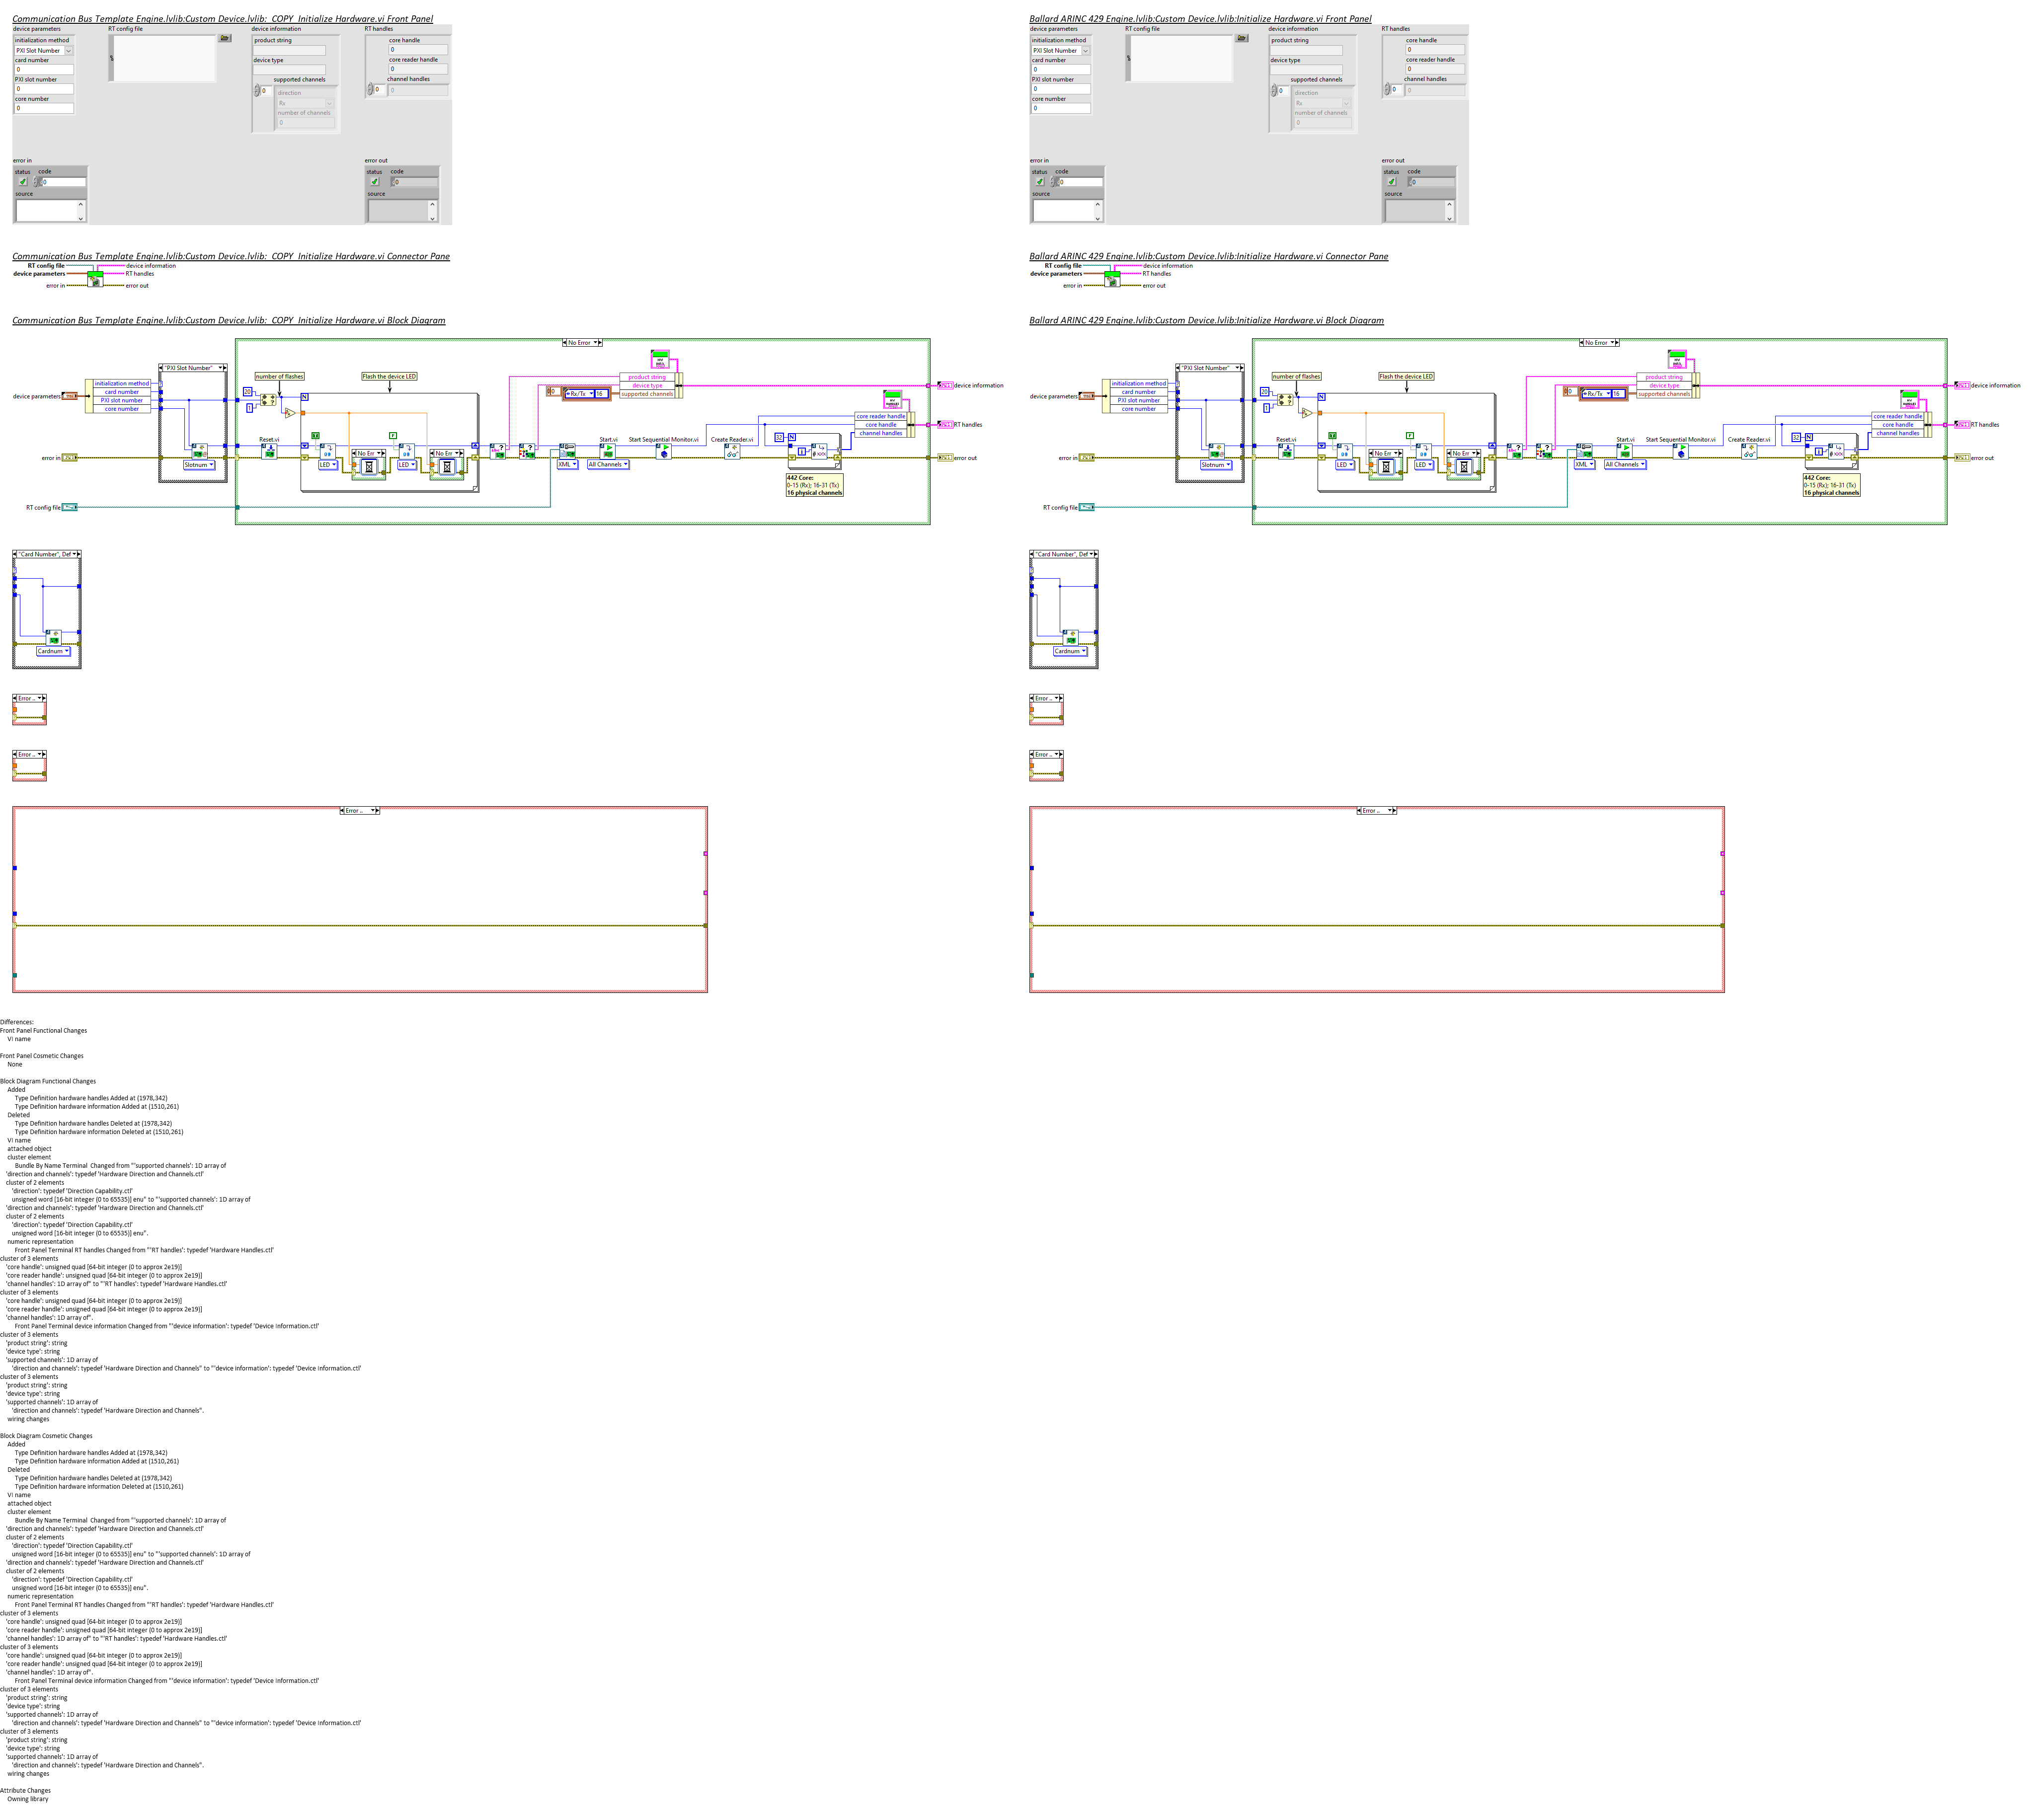 Communication Bus Template Engine.lvlib:Custom Device.lvlib:_COPY_Initialize Hardware.vi Front Panel
device parameters
RT config file
device information
RT handles
initialization method
product string
core handle
PXI Slot Number
0
card number
device type
core reader handle
0
0
PXI slot number
supported channels
channel handles
0
0
direction
0
0
core number
Rx
0
number of channels
0
error in
error out
status code
status code
0
0
source
source
Communication Bus Template Engine.lvlib:Custom Device.lvlib:_COPY_Initialize Hardware.vi Connector Pane
RT config file
device information
device parameters
RT handles
error in
error out
Communication Bus Template Engine.lvlib:Custom Device.lvlib:_COPY_Initialize Hardware.vi Block Diagram
No Error
"PXI Slot Number"
number of flashes
Flash the device LED
product string
initialization method
device type
device information
card number
20
0
Rx/Tx
16
supported channels
device parameters
PXI slot number
N
core number
1
core reader handle
core handle
RT handles
channel handles
Reset.vi
Start.vi
Start Sequential Monitor.vi
Create Reader.vi
32
N
i
No Err
No Err
error in
error out
Slotnum
LED
LED
XML
All Channels
442 Core:
0-15 (Rx); 16-31 (Tx)
16 physical channels
RT config file
"Card Number", Def
Cardnum
Error ..
Error ..
Error ..
Ballard ARINC 429 Engine.lvlib:Custom Device.lvlib:Initialize Hardware.vi Front Panel
device parameters
RT config file
device information
RT handles
initialization method
product string
core handle
PXI Slot Number
0
card number
device type
core reader handle
0
0
PXI slot number
supported channels
channel handles
0
0
direction
0
0
core number
Rx
0
number of channels
0
error in
error out
status code
status code
0
0
source
source
Ballard ARINC 429 Engine.lvlib:Custom Device.lvlib:Initialize Hardware.vi Connector Pane
RT config file
device information
device parameters
RT handles
error in
error out
Ballard ARINC 429 Engine.lvlib:Custom Device.lvlib:Initialize Hardware.vi Block Diagram
No Error
"PXI Slot Number"
number of flashes
Flash the device LED
product string
initialization method
device type
device information
card number
20
0
Rx/Tx
16
supported channels
device parameters
PXI slot number
N
core number
1
core reader handle
core handle
RT handles
channel handles
Reset.vi
Start.vi
Start Sequential Monitor.vi
Create Reader.vi
32
N
i
No Err
No Err
error in
error out
Slotnum
LED
LED
XML
All Channels
442 Core:
0-15 (Rx); 16-31 (Tx)
16 physical channels
RT config file
"Card Number", Def
Cardnum
Error ..
Error ..
Error ..
Differences:
Front Panel Functional Changes
VI name
Front Panel Cosmetic Changes
None
Block Diagram Functional Changes
Added
Type Definition hardware handles Added at (1978,342)
Type Definition hardware information Added at (1510,261)
Deleted
Type Definition hardware handles Deleted at (1978,342)
Type Definition hardware information Deleted at (1510,261)
VI name
attached object
cluster element
Bundle By Name Terminal  Changed from "'supported channels': 1D array of
'direction and channels': typedef 'Hardware Direction and Channels.ctl'
cluster of 2 elements
'direction': typedef 'Direction Capability.ctl'
unsigned word [16-bit integer (0 to 65535)] enu" to "'supported channels': 1D array of
'direction and channels': typedef 'Hardware Direction and Channels.ctl'
cluster of 2 elements
'direction': typedef 'Direction Capability.ctl'
unsigned word [16-bit integer (0 to 65535)] enu".
numeric representation
Front Panel Terminal RT handles Changed from "'RT handles': typedef 'Hardware Handles.ctl'
cluster of 3 elements
'core handle': unsigned quad [64-bit integer (0 to approx 2e19)]
'core reader handle': unsigned quad [64-bit integer (0 to approx 2e19)]
'channel handles': 1D array of" to "'RT handles': typedef 'Hardware Handles.ctl'
cluster of 3 elements
'core handle': unsigned quad [64-bit integer (0 to approx 2e19)]
'core reader handle': unsigned quad [64-bit integer (0 to approx 2e19)]
'channel handles': 1D array of".
Front Panel Terminal device information Changed from "'device information': typedef 'Device Information.ctl'
cluster of 3 elements
'product string': string
'device type': string
'supported channels': 1D array of
'direction and channels': typedef 'Hardware Direction and Channels" to "'device information': typedef 'Device Information.ctl'
cluster of 3 elements
'product string': string
'device type': string
'supported channels': 1D array of
'direction and channels': typedef 'Hardware Direction and Channels".
wiring changes
Block Diagram Cosmetic Changes
Added
Type Definition hardware handles Added at (1978,342)
Type Definition hardware information Added at (1510,261)
Deleted
Type Definition hardware handles Deleted at (1978,342)
Type Definition hardware information Deleted at (1510,261)
VI name
attached object
cluster element
Bundle By Name Terminal  Changed from "'supported channels': 1D array of
'direction and channels': typedef 'Hardware Direction and Channels.ctl'
cluster of 2 elements
'direction': typedef 'Direction Capability.ctl'
unsigned word [16-bit integer (0 to 65535)] enu" to "'supported channels': 1D array of
'direction and channels': typedef 'Hardware Direction and Channels.ctl'
cluster of 2 elements
'direction': typedef 'Direction Capability.ctl'
unsigned word [16-bit integer (0 to 65535)] enu".
numeric representation
Front Panel Terminal RT handles Changed from "'RT handles': typedef 'Hardware Handles.ctl'
cluster of 3 elements
'core handle': unsigned quad [64-bit integer (0 to approx 2e19)]
'core reader handle': unsigned quad [64-bit integer (0 to approx 2e19)]
'channel handles': 1D array of" to "'RT handles': typedef 'Hardware Handles.ctl'
cluster of 3 elements
'core handle': unsigned quad [64-bit integer (0 to approx 2e19)]
'core reader handle': unsigned quad [64-bit integer (0 to approx 2e19)]
'channel handles': 1D array of".
Front Panel Terminal device information Changed from "'device information': typedef 'Device Information.ctl'
cluster of 3 elements
'product string': string
'device type': string
'supported channels': 1D array of
'direction and channels': typedef 'Hardware Direction and Channels" to "'device information': typedef 'Device Information.ctl'
cluster of 3 elements
'product string': string
'device type': string
'supported channels': 1D array of
'direction and channels': typedef 'Hardware Direction and Channels".
wiring changes
Attribute Changes
Owning library